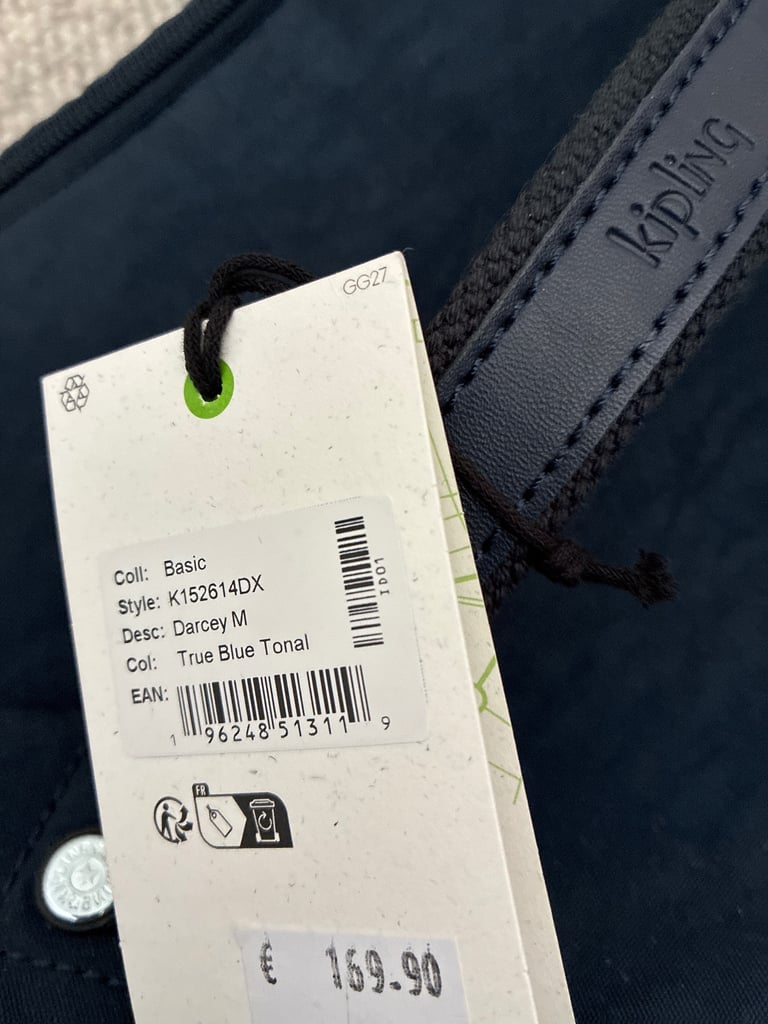 kipling
GG27
Coll: Basic
Style: K152614DX
Desc: Darcey M
Col: True Blue Tonal
EAN:
1 96248 51311 9
ID01
FR
€ 169.90